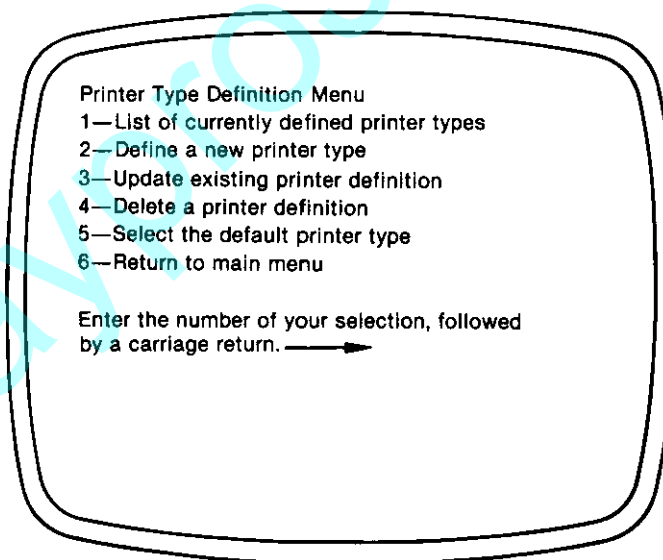 Printer Type Definition Menu
1—List of currently defined printer types
2—Define a new printer type
3—Update existing printer definition
4—Delete a printer definition
5—Select the default printer type
6—Return to main menu
Enter the number of your selection, followed
by a carriage return.